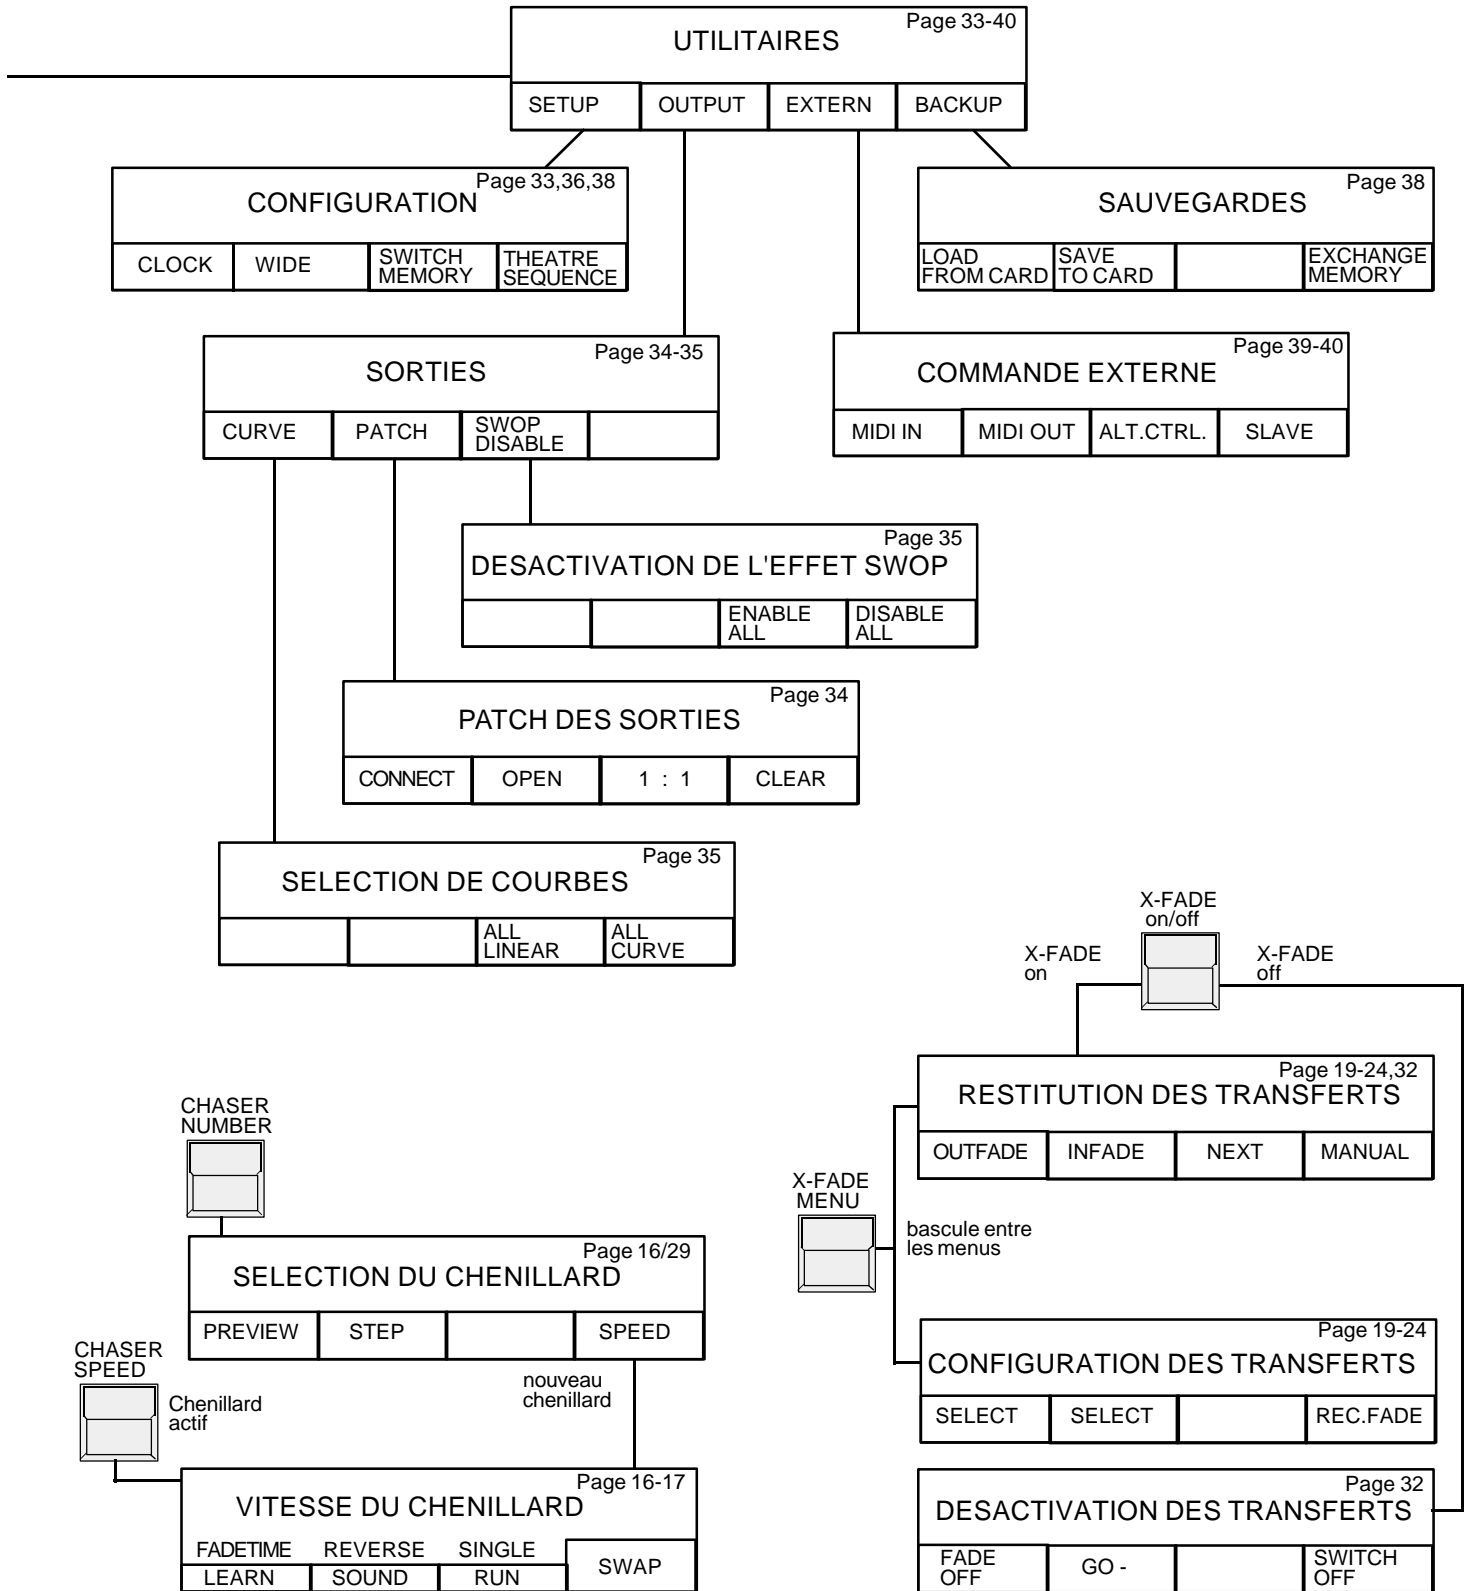 Page 33-40
UTILITAIRES
SETUP OUTPUT EXTERN BACKUP
Page 33,36,38
CONFIGURATION
CLOCK WIDE SWITCH MEMORY THEATRE SEQUENCE
Page 38
SAUVEGARDES
LOAD FROM CARD SAVE TO CARD EXCHANGE MEMORY
Page 34-35
SORTIES
CURVE PATCH SWOP DISABLE
Page 39-40
COMMANDE EXTERNE
MIDI IN MIDI OUT ALT.CTRL. SLAVE
Page 35
DESACTIVATION DE L'EFFET SWOP
ENABLE ALL DISABLE ALL
Page 34
PATCH DES SORTIES
CONNECT OPEN 1 : 1 CLEAR
Page 35
SELECTION DE COURBES
ALL LINEAR ALL CURVE
X-FADE
on/off
X-FADE
on
X-FADE
off
Page 19-24,32
RESTITUTION DES TRANSFERTS
OUTFADE INFADE NEXT MANUAL
X-FADE
MENU
bascule entre
les menus
Page 19-24
CONFIGURATION DES TRANSFERTS
SELECT SELECT REC.FADE
Page 32
DESACTIVATION DES TRANSFERTS
FADE OFF GO - SWITCH OFF
CHASER
NUMBER
Page 16/29
SELECTION DU CHENILLARD
PREVIEW STEP SPEED
CHASER
SPEED
Chenillard
actif
nouveau
chenillard
Page 16-17
VITESSE DU CHENILLARD
FADETIME REVERSE SINGLE
LEARN SOUND RUN SWAP